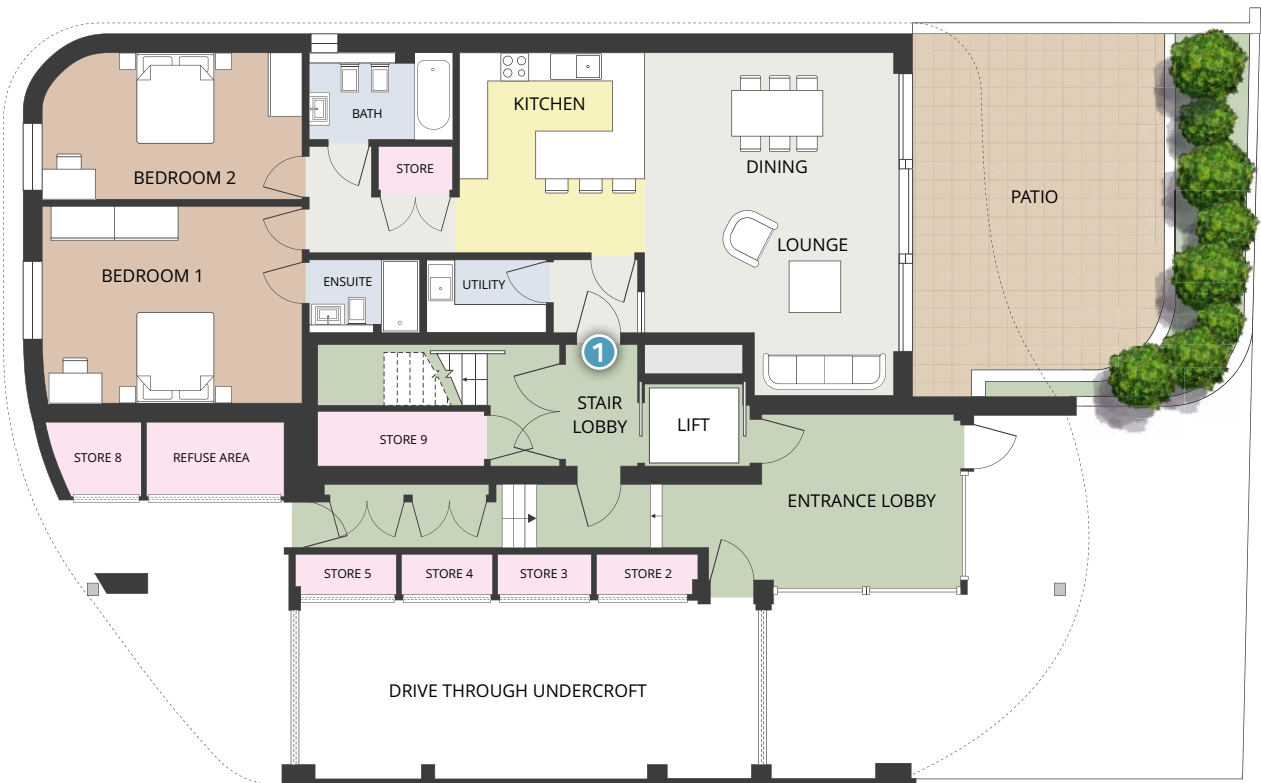 KITCHEN
BATH
STORE
BEDROOM 2
DINING
PATIO
LOUNGE
BEDROOM 1
ENSUITE
UTILITY
1
STAIR
LOBBY
LIFT
STORE 9
STORE 8
REFUSE AREA
ENTRANCE LOBBY
STORE 5
STORE 4
STORE 3
STORE 2
DRIVE THROUGH UNDERCROFT